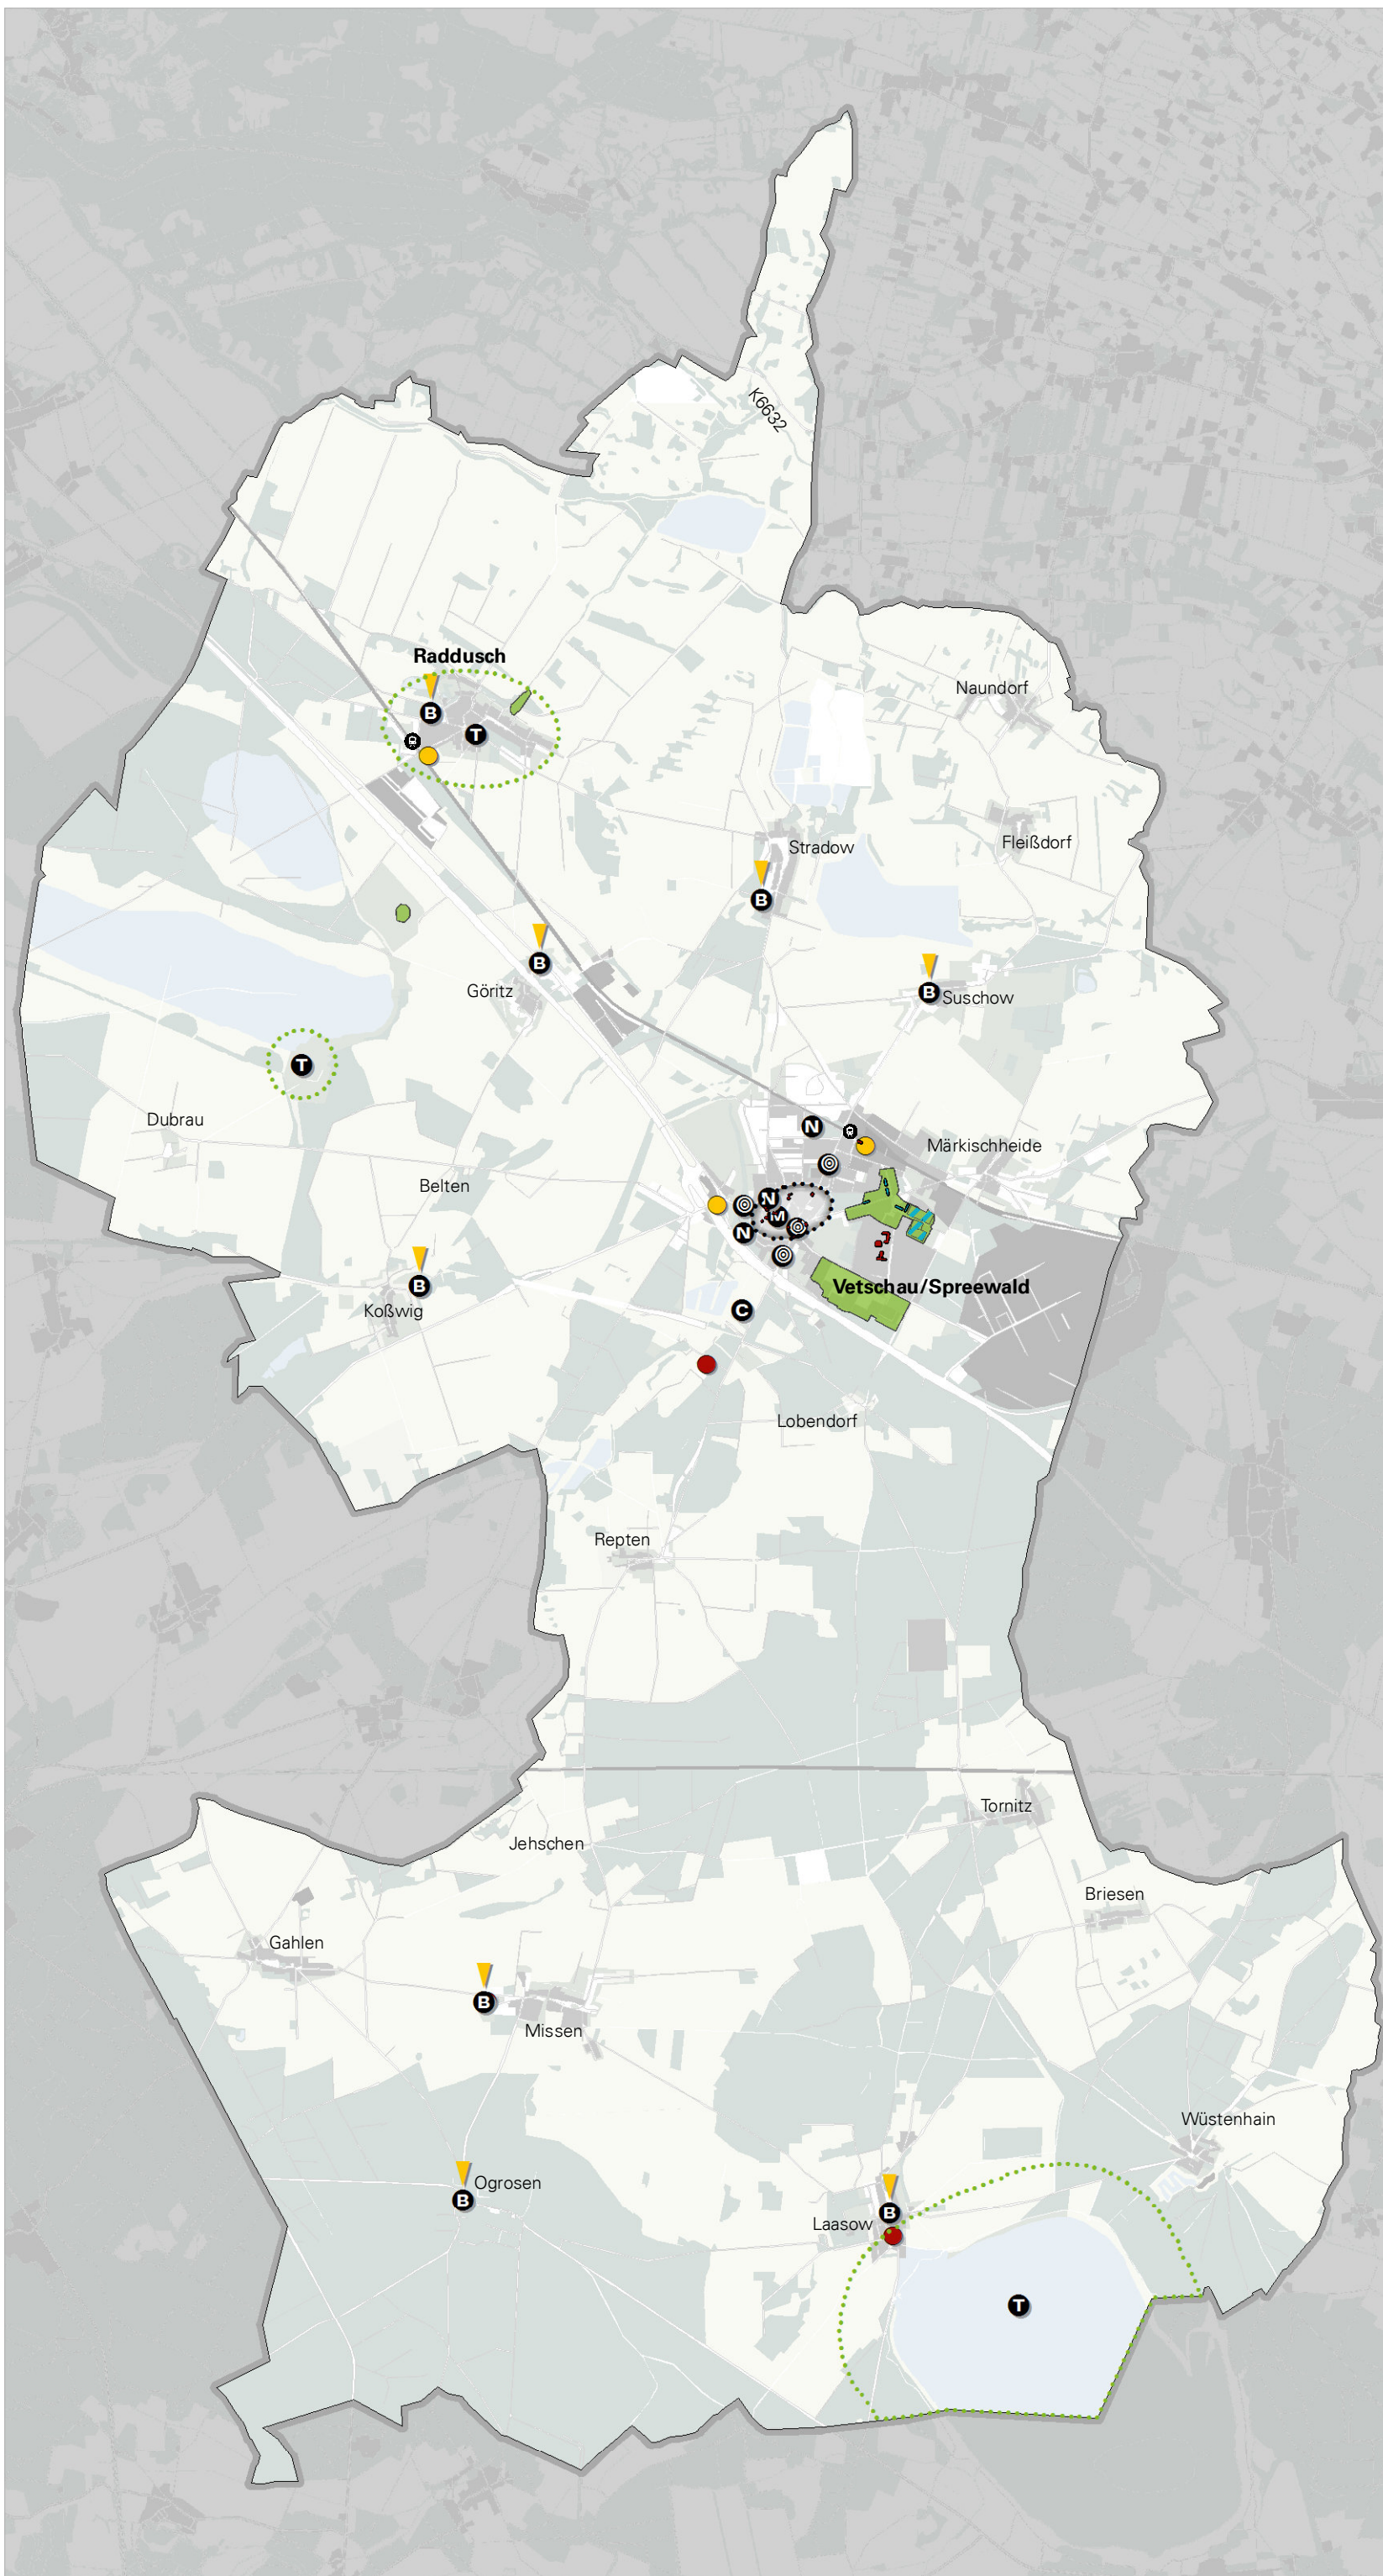 K6632
Raddusch
B
T
Naundorf
Stradow
Fleißdorf
B
B
Göritz
B
Suschow
T
Dubrau
N
Märkischheide
Belten
N
M
N
B
Koßwig
Vetschau/Spreewald
C
Lobendorf
Repten
Tornitz
Jehschen
Briesen
Gahlen
B
Missen
Wüstenhain
Ogrosen
B
B
Laasow
T